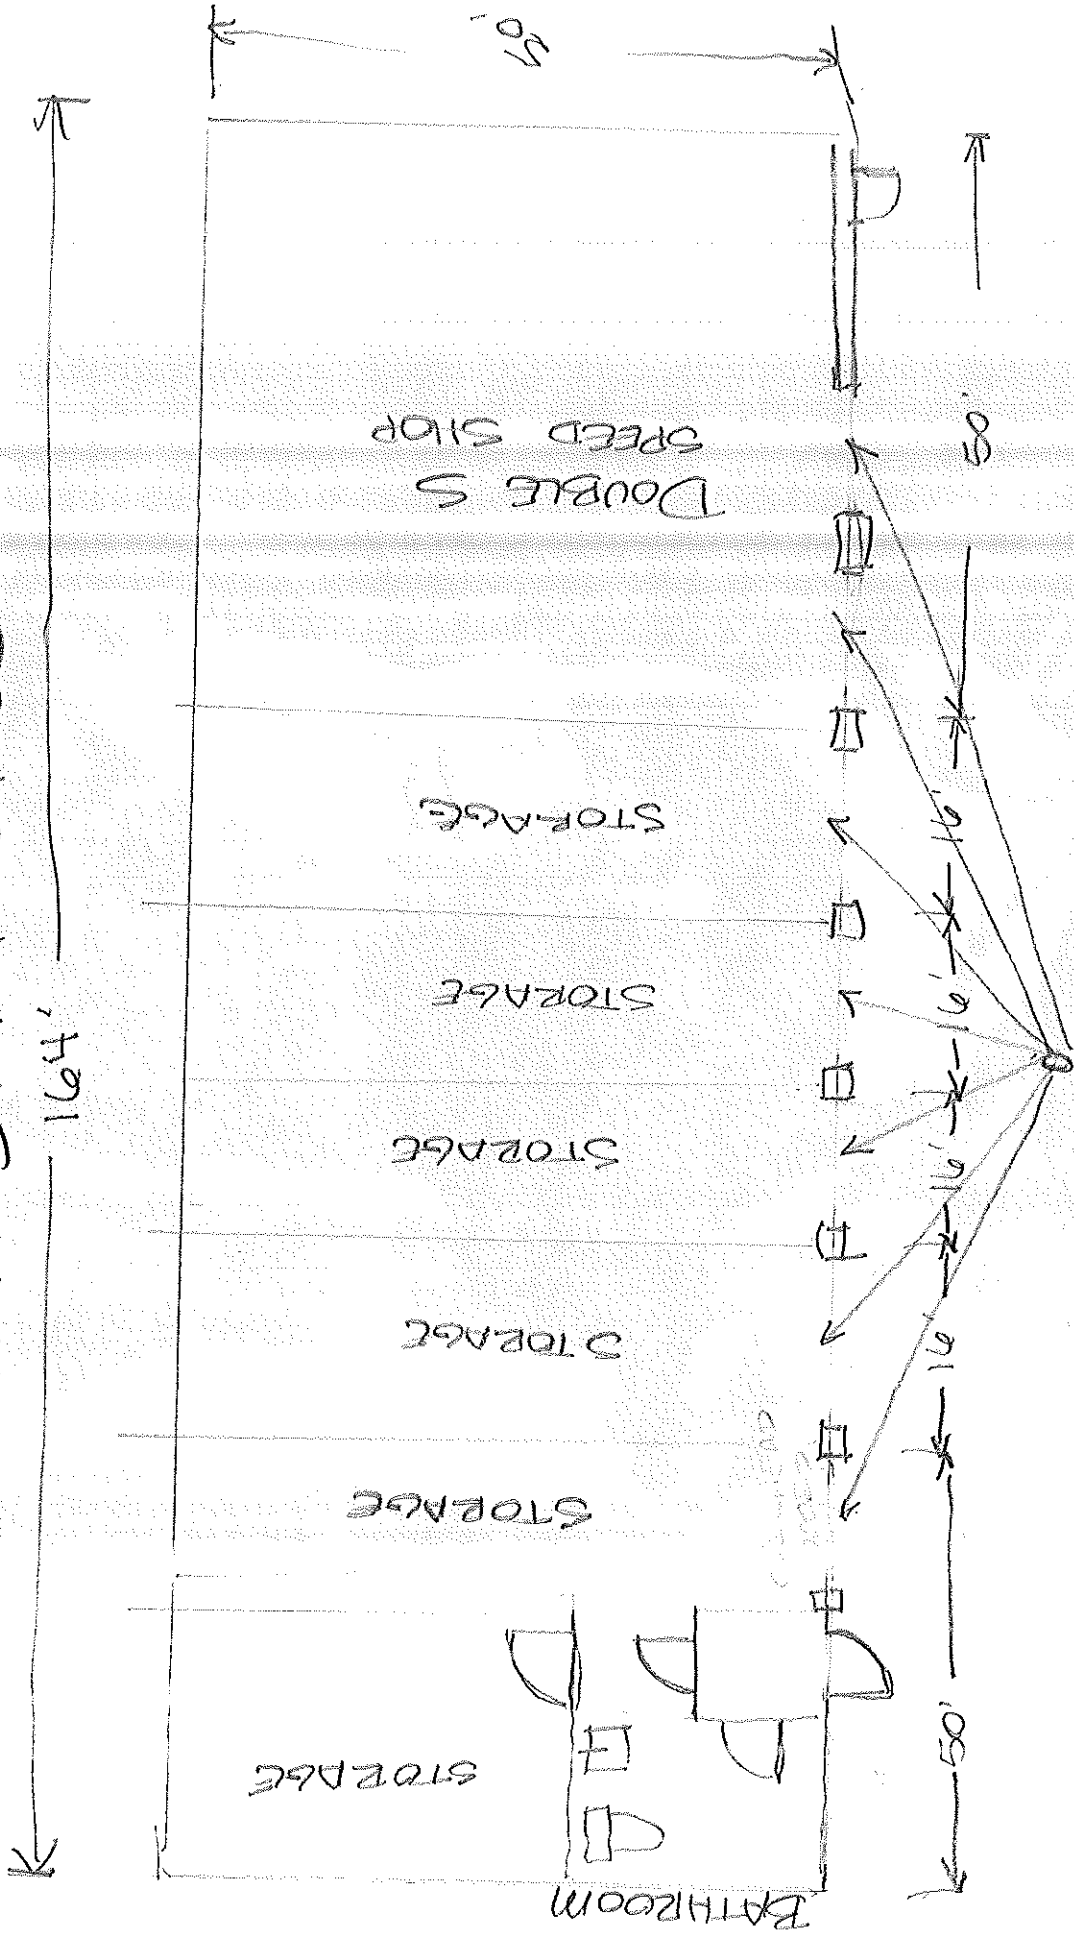 BATHROOM
STORAGE
50'
STORAGE
STORAGE
16'
STORAGE
16'
164'
STORAGE
16'
STORAGE
16'
DOUBLE S
SPEED SHOP
50'
50'